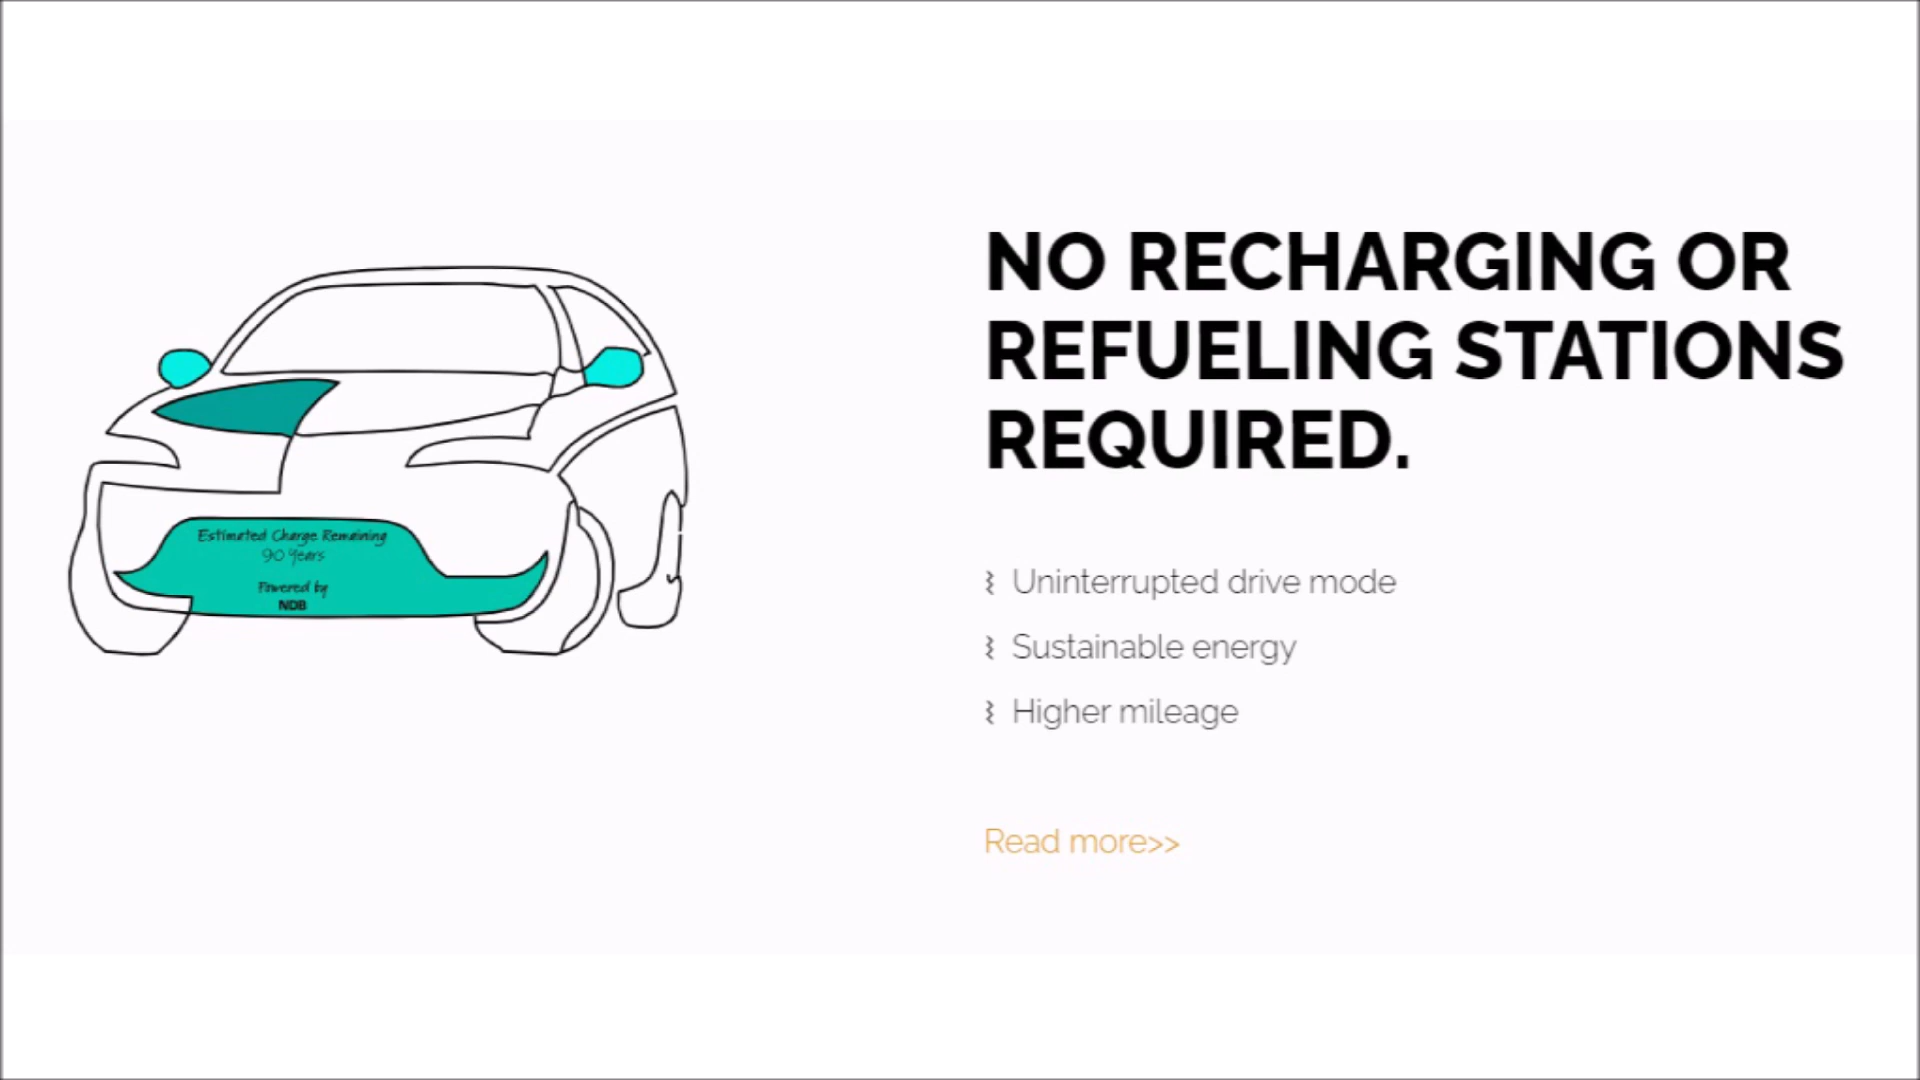 NO RECHARGING OR
REFUELING STATIONS
REQUIRED.
Uninterrupted drive mode
Sustainable energy
Higher mileage
Read more>>
Estimated Charge Remaining
90 Years
Powered by
NDB